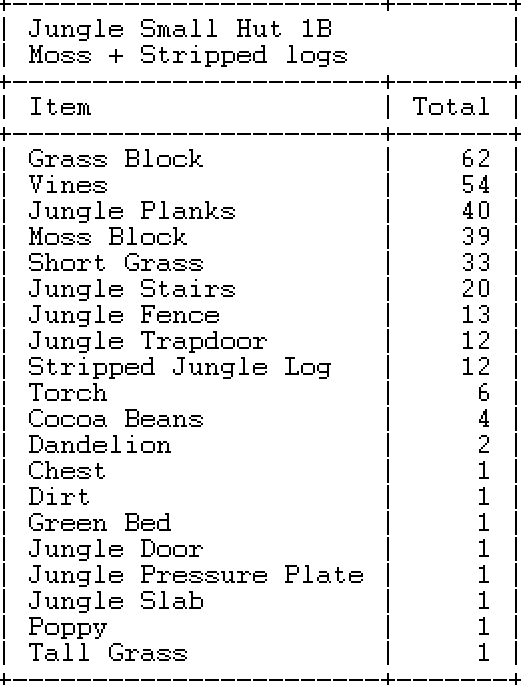 Jungle Small Hut 1B
Moss + Stripped logs
Item Total
Grass Block 62
Vines 54
Jungle Planks 40
Moss Block 39
Short Grass 33
Jungle Stairs 20
Jungle Fence 13
Jungle Trapdoor 12
Stripped Jungle Log 12
Torch 6
Cocoa Beans 4
Dandelion 2
Chest 1
Dirt 1
Green Bed 1
Jungle Door 1
Jungle Pressure Plate 1
Jungle Slab 1
Poppy 1
Tall Grass 1